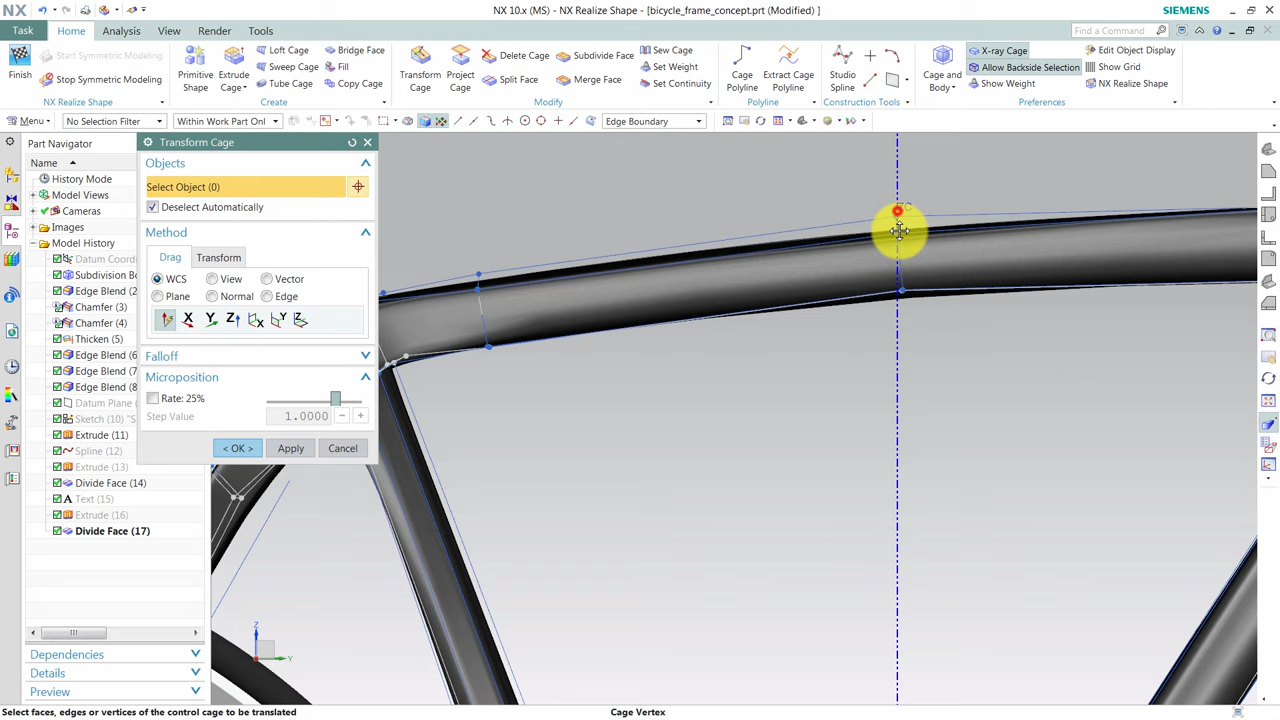 NX
NX 10.x (MS) - NX Realize Shape - [bicycle_frame_concept.prt (Modified) ]
SIEMENS
Task
Home
Analysis
View
Render
Tools
Find a Command
Finish
Start Symmetric Modeling
Stop Symmetric Modeling
NX Realize Shape
Primitive Shape
Extrude Cage
Loft Cage
Sweep Cage
Tube Cage
Bridge Face
Fill
Copy Cage
Create
Transform Cage
Project Cage
Delete Cage
Split Face
Subdivide Face
Merge Face
Sew Cage
Set Weight
Set Continuity
Modify
Cage Polyline
Extract Cage Polyline
Polyline
Studio Spline
Construction Tools
Cage and Body
X-ray Cage
Allow Backside Selection
Show Weight
Edit Object Display
Show Grid
NX Realize Shape
Preferences
Menu
No Selection Filter
Within Work Part Onl
Edge Boundary
Part Navigator
Name
History Mode
Model Views
Cameras
Images
Model History
Datum Coordi
Subdivision Bo
Edge Blend (2
Chamfer (3)
Chamfer (4)
Thicken (5)
Edge Blend (6
Edge Blend (7
Edge Blend (8
Datum Plane (
Sketch (10) "S
Extrude (11)
Spline (12)
Extrude (13)
Divide Face (14)
Text (15)
Extrude (16)
Divide Face (17)
Dependencies
Details
Preview
Transform Cage
Objects
Select Object (0)
Deselect Automatically
Method
Drag
Transform
WCS
View
Vector
Plane
Normal
Edge
X
Y
Z
Falloff
Microposition
Rate: 25%
Step Value
1.0000
< OK >
Apply
Cancel
Z
Y
Select faces, edges or vertices of the control cage to be translated
Cage Vertex